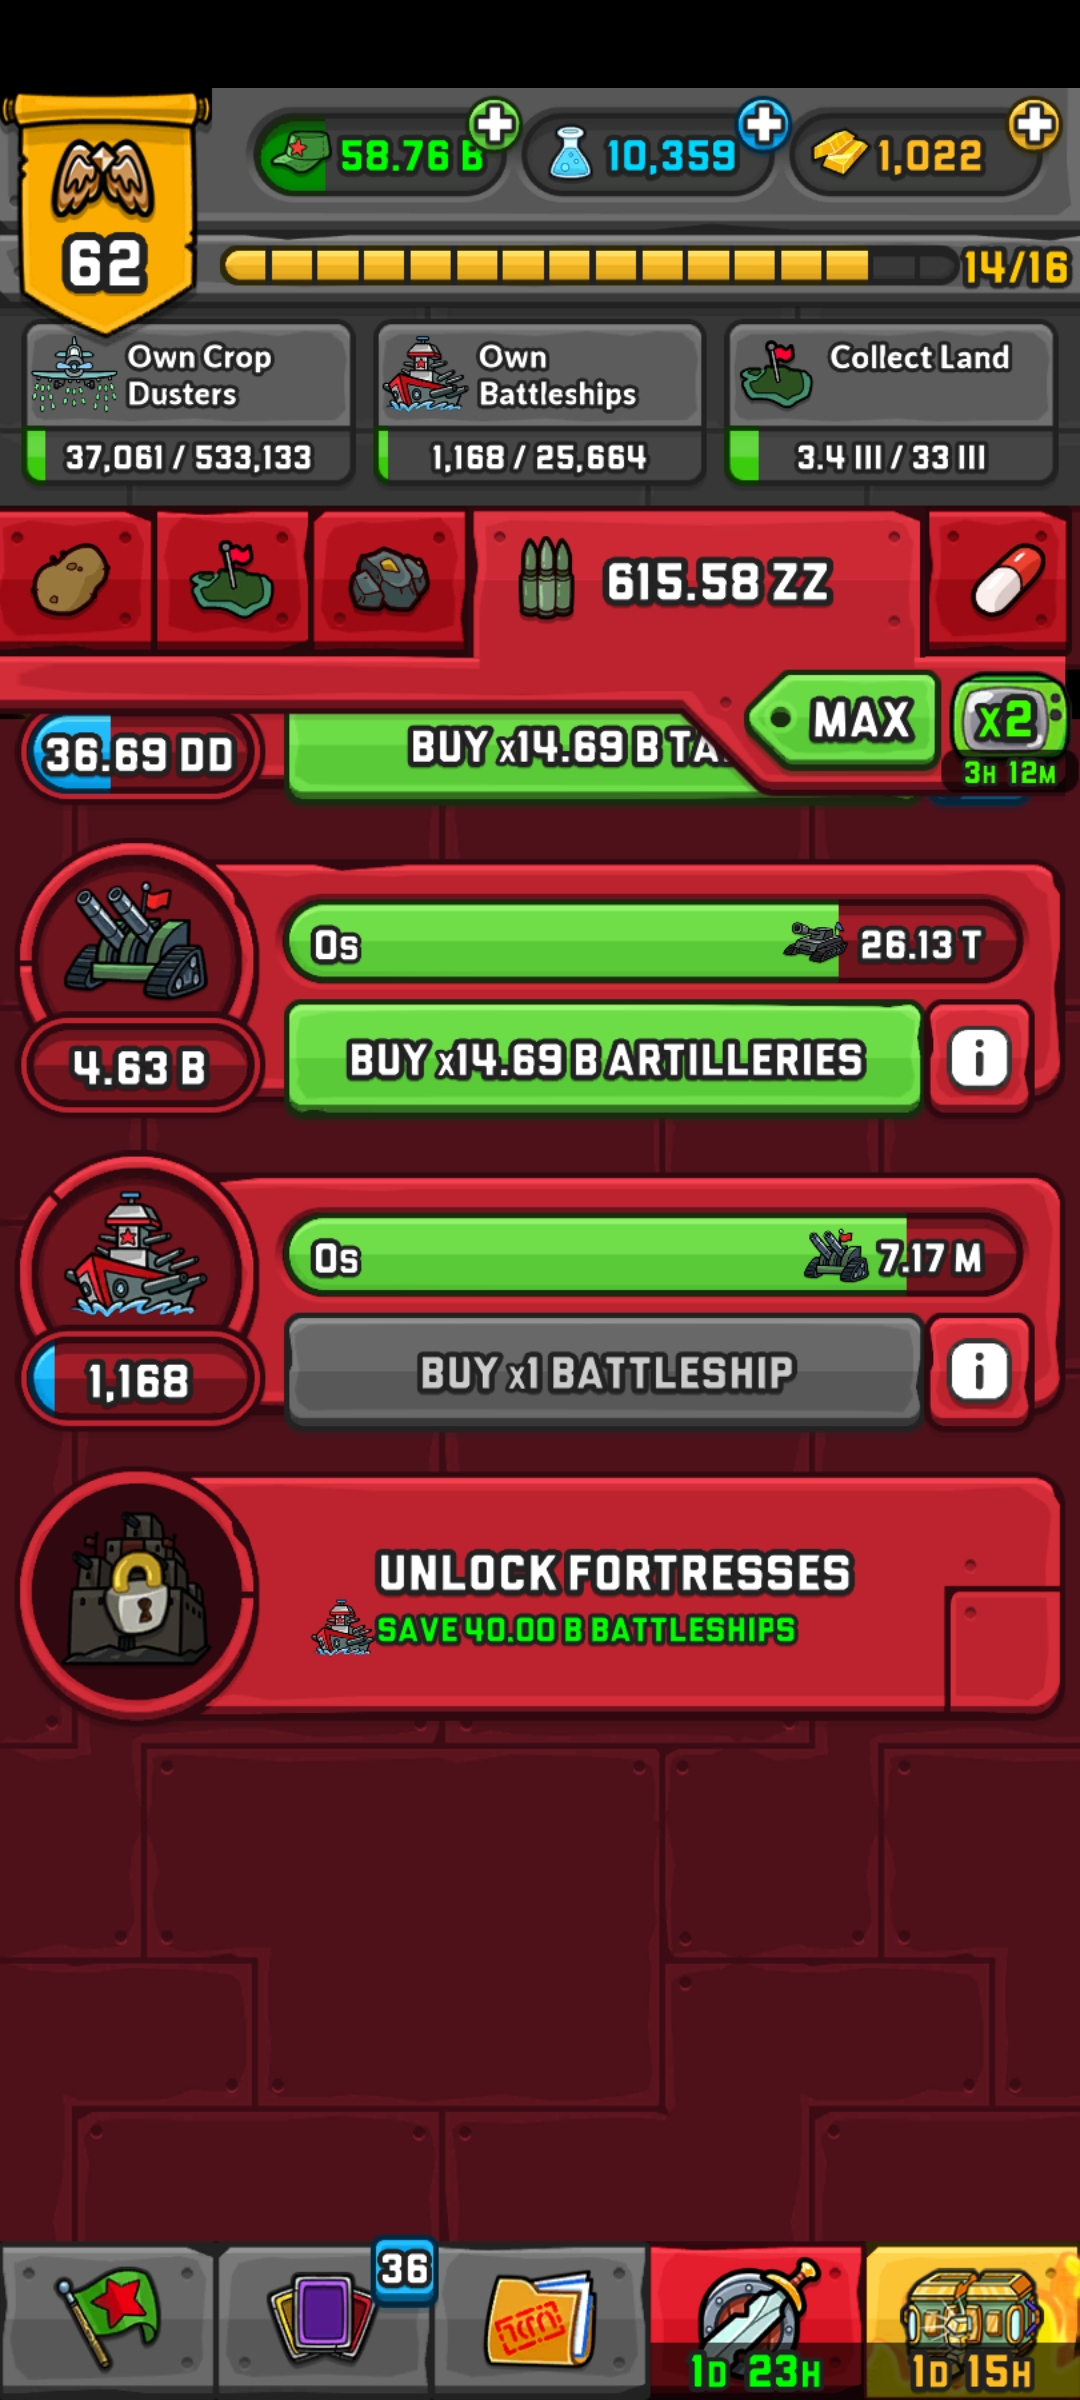 58.76 B
10,359
1,022
62
14/16
Own Crop
Dusters
37,061 / 533,133
Own
Battleships
1,168 / 25,664
Collect Land
3.4 III / 33 III
615.58 ZZ
MAX
x2
3H 12M
36.69 DD
BUY x14.69 B TA
0s
26.13 T
4.63 B
BUY x14.69 B ARTILLERIES
i
0s
7.17 M
1,168
BUY x1 BATTLESHIP
i
UNLOCK FORTRESSES
SAVE 40.00 B BATTLESHIPS
36
1D 23H
1D 15H